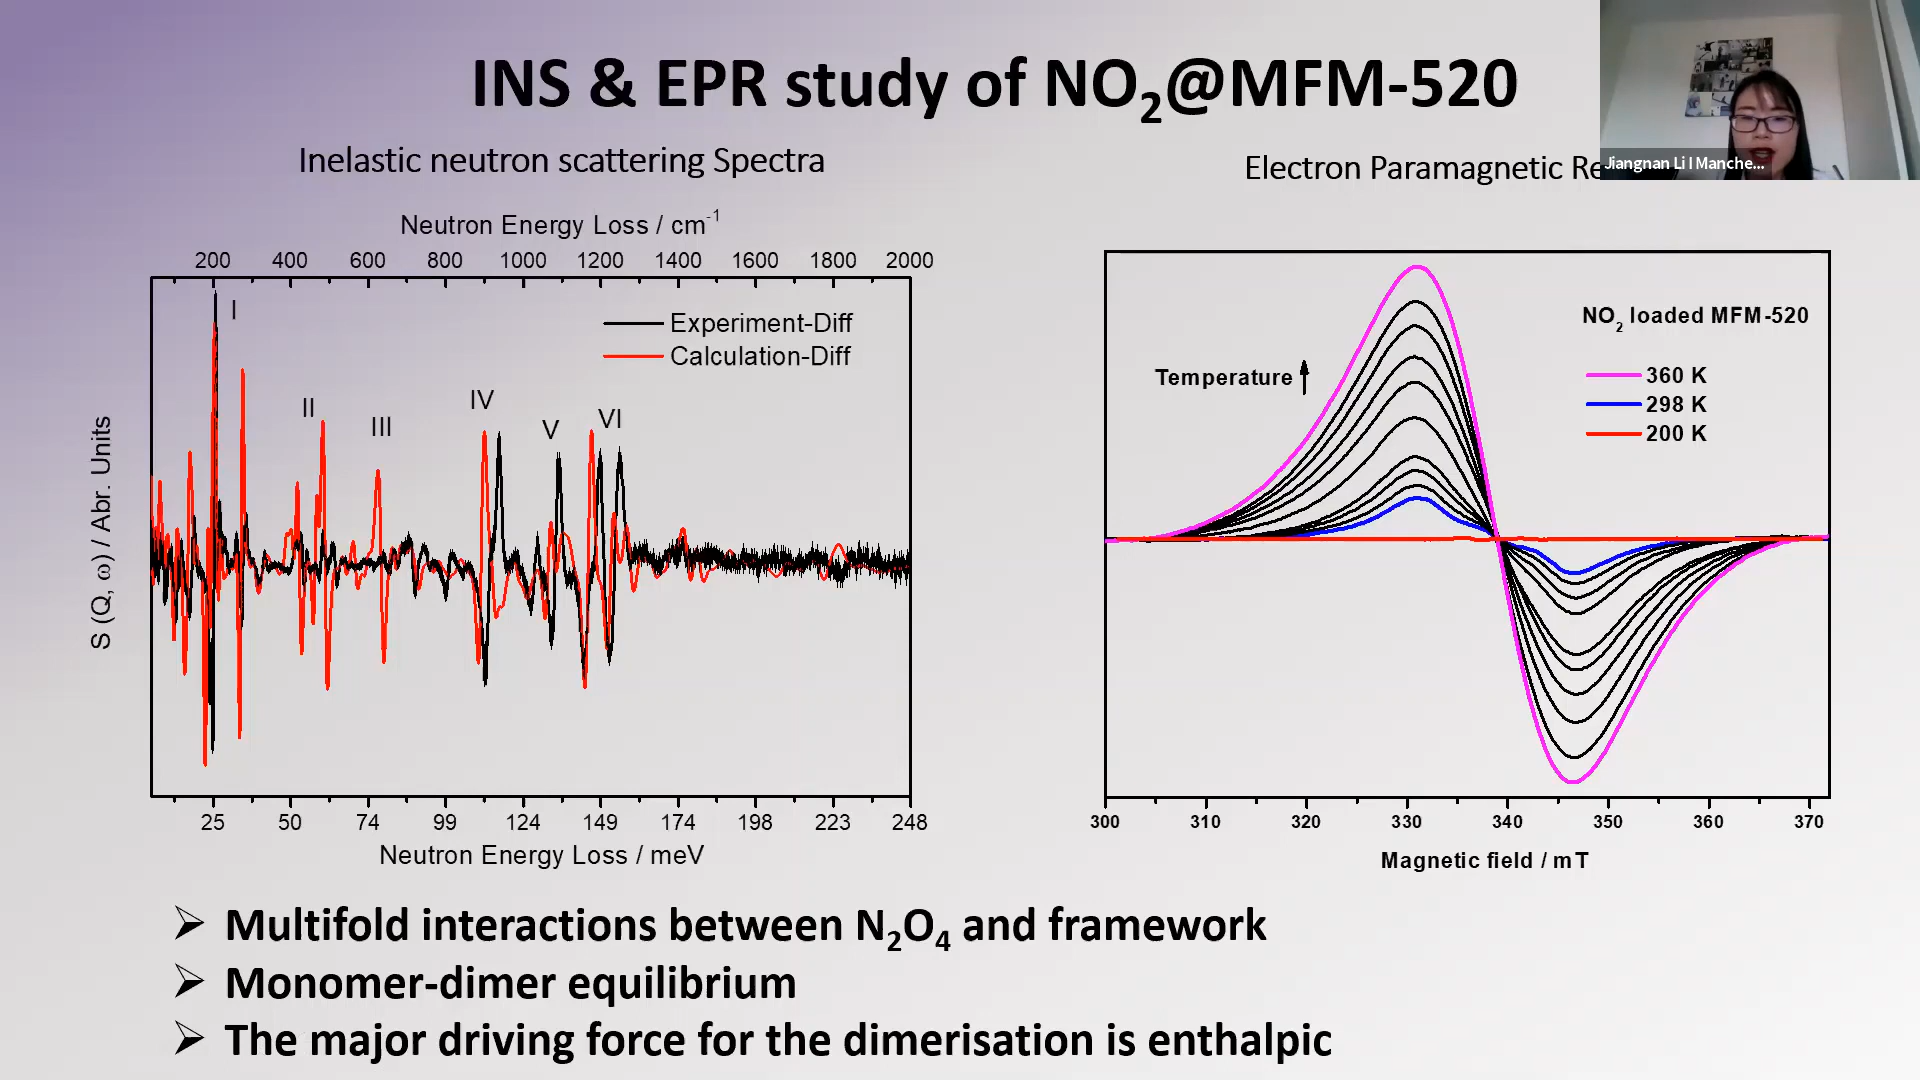 INS & EPR study of NO₂@MFM-520
Inelastic neutron scattering Spectra
Neutron Energy Loss / cm⁻¹
200 400 600 800 1000 1200 1400 1600 1800 2000
I
II
III
IV
V
VI
Experiment-Diff
Calculation-Diff
S (Q, ω) / Abr. Units
25 50 74 99 124 149 174 198 223 248
Neutron Energy Loss / meV
Electron Paramagnetic Re
Jiangnan Li I Manche...
NO₂ loaded MFM-520
Temperature
360 K
298 K
200 K
300 310 320 330 340 350 360 370
Magnetic field / mT
Multifold interactions between N₂O₄ and framework
Monomer-dimer equilibrium
The major driving force for the dimerisation is enthalpic